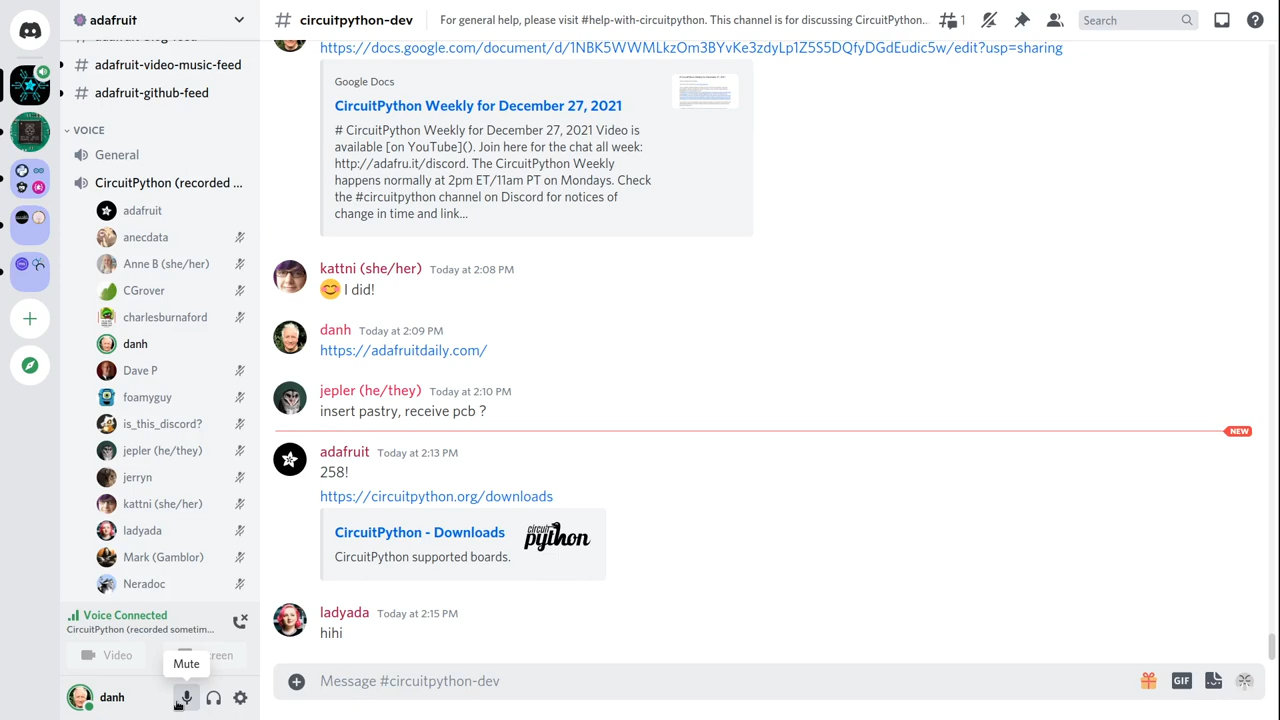 adafruit
adafruit-video-music-feed
adafruit-github-feed
VOICE
General
CircuitPython (recorded ...
adafruit
anecdata
Anne B (she/her)
CGrover
charlesburnaford
danh
Dave P
foamyguy
is_this_discord?
jepler (he/they)
jerryn
kattni (she/her)
ladyada
Mark (Gamblor)
Neradoc
Voice Connected
CircuitPython (recorded sometim...
Video
Mute
danh
# circuitpython-dev
For general help, please visit #help-with-circuitpython. This channel is for discussing CircuitPython...
1
Search
https://docs.google.com/document/d/1NBK5WWMLkzOm3BYvKe3zdyLp1Z5S5DQfyDGdEudic5w/edit?usp=sharing
Google Docs
CircuitPython Weekly for December 27, 2021
# CircuitPython Weekly for December 27, 2021 Video is
available [on YouTube](). Join here for the chat all week:
http://adafru.it/discord. The CircuitPython Weekly
happens normally at 2pm ET/11am PT on Mondays. Check
the #circuitpython channel on Discord for notices of
change in time and link...
kattni (she/her) Today at 2:08 PM
😊 I did!
danh Today at 2:09 PM
https://adafruitdaily.com/
jepler (he/they) Today at 2:10 PM
insert pastry, receive pcb ?
NEW
adafruit Today at 2:13 PM
258!
https://circuitpython.org/downloads
CircuitPython - Downloads
circuit python
CircuitPython supported boards.
ladyada Today at 2:15 PM
hihi
Message #circuitpython-dev
GIF